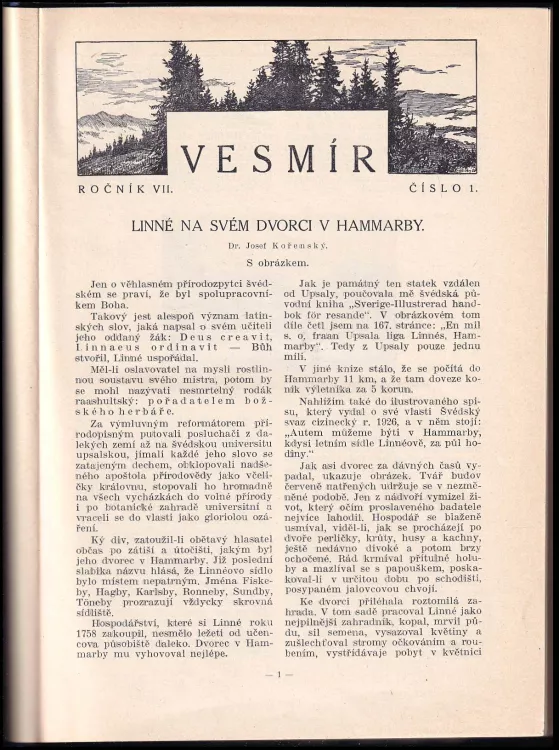 VESMÍR
ROČNÍK VII.
ČÍSLO 1.
LINNÉ NA SVÉM DVORCI V HAMMARBY.
Dr. Josef Kořenský.
S obrázkem.
Jen o věhlasném přírodozpytci švéd-
ském se praví, že byl spolupracovní-
kem Boha.
Takový jest alespoň význam latin-
ských slov, jaká napsal o svém učiteli
jeho oddaný žák: Deus creavit,
Linnaeus ordinavit — Bůh
stvořil, Linné uspořádal.
Měl-li oslavovatel na mysli rostlin-
nou soustavu svého mistra, potom by
se mohl nazývati nesmrtelný rodák
raashultský: pořadatelem bož-
ského herbáře.
Za výmluvným reformátorem pří-
rodopisným putovali posluchači z da-
lekých zemí až na švédskou universitu
upsalskou, jímali každé jeho slovo se
zatajeným dechem, obklopovali nadše-
ného apoštola přírodovědy jako včeli-
čky královnu, stopovali ho hromadně
na všech vycházkách do volné přírody
i po botanické zahradě universitní a
vraceli se do vlasti jako gloriolou ozá-
ření.
Ký div, zatoužil-li obětavý hlasatel
občas po zátiší a útočišti, jakým byl
jeho dvorec v Hammarby. Již poslední
slabika názvu hlásá, že Linnéovo sídlo
bylo místem nepatrným. Jména Fiske-
by, Hagby, Karlsby, Ronneby, Sundby,
Töneby prozrazují vždycky skrovná
sídliště.
Hospodářství, které si Linné roku
1758 zakoupil, nesmělo ležeti od učen-
cova působiště daleko. Dvorec v Ham-
marby mu vyhovoval nejlépe.
Jak je památný ten statek vzdálen
od Upsaly, poučovala mě švédská pů-
vodní kniha „Sverige-Illustrerad hand-
bok för resande“. V obrázkovém tom
díle četl jsem na 167. stránce: „En mil
s. o, fraan Upsala liga Linnés, Ham-
marby“. Tedy z Upsaly pouze jednu
míli.
V jiné knize stálo, že se počítá do
Hammarby 11 km, a že tam doveze ko-
ník výletníka za 5 korun.
Nahlížím také do ilustrovaného spi-
su, který vydal o své vlasti Švédský
svaz cizinecký r. 1926, a v něm stojí:
„Autem můžeme býti v Hammarby,
kdysi letním sídle Linnéově, za půl ho-
diny.“
Jak asi dvorec za dávných časů vy-
padal, ukazuje obrázek. Tvář budov
červeně natřených udržuje se v nezmě-
něné podobě. Jen z nádvoří vymizel ži-
vot, který očím proslaveného badatele
nejvíce lahodil. Hospodář se blaženě
usmíval, viděl-li, jak se procházejí po
dvoře perličky, krůty, husy a kachny,
ještě nedávno divoké a potom brzy
ochočené. Rád krmíval přítulné holu-
by a mazlíval se s papouškem, poska-
koval-li v určitou dobu po schodišti,
posypaném jalovcovou chvojí.
Ke dvorci přiléhala roztomilá za-
hrada. V tom sadě pracoval Linné jako
nejpilnější zahradník, kopal, mrvil pů-
du, sil semena, vysazoval květiny a
zušlechťoval stromy očkováním a rou-
bením, vystřídávaje pobyt v květnici
— 1 —